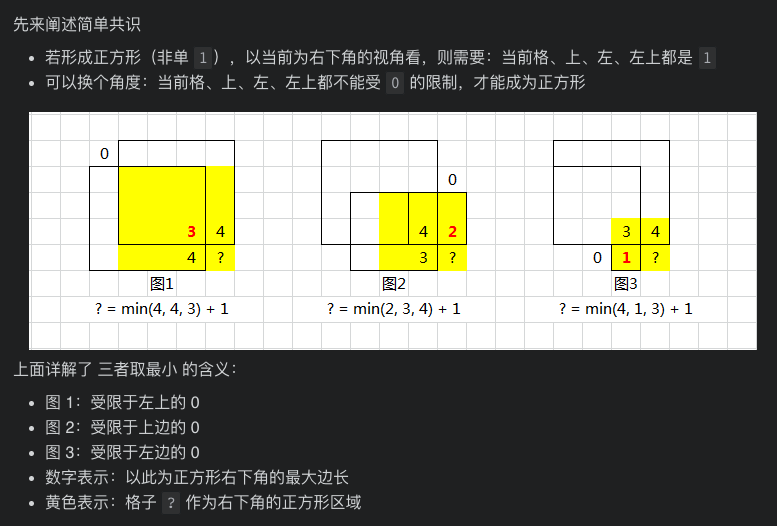 先来阐述简单共识
若形成正方形（非单 1），以当前为右下角的视角看，则需要：当前格、上、左、左上都是 1
可以换个角度：当前格、上、左、左上都不能受 0 的限制，才能成为正方形
0
3 4
4 ?
图1
? = min(4, 4, 3) + 1
0
4 2
3 ?
图2
? = min(2, 3, 4) + 1
3 4
0 1 ?
图3
? = min(4, 1, 3) + 1
上面详解了 三者取最小 的含义：
图 1：受限于左上的 0
图 2：受限于上边的 0
图 3：受限于左边的 0
数字表示：以此为正方形右下角的最大边长
黄色表示：格子 ? 作为右下角的正方形区域